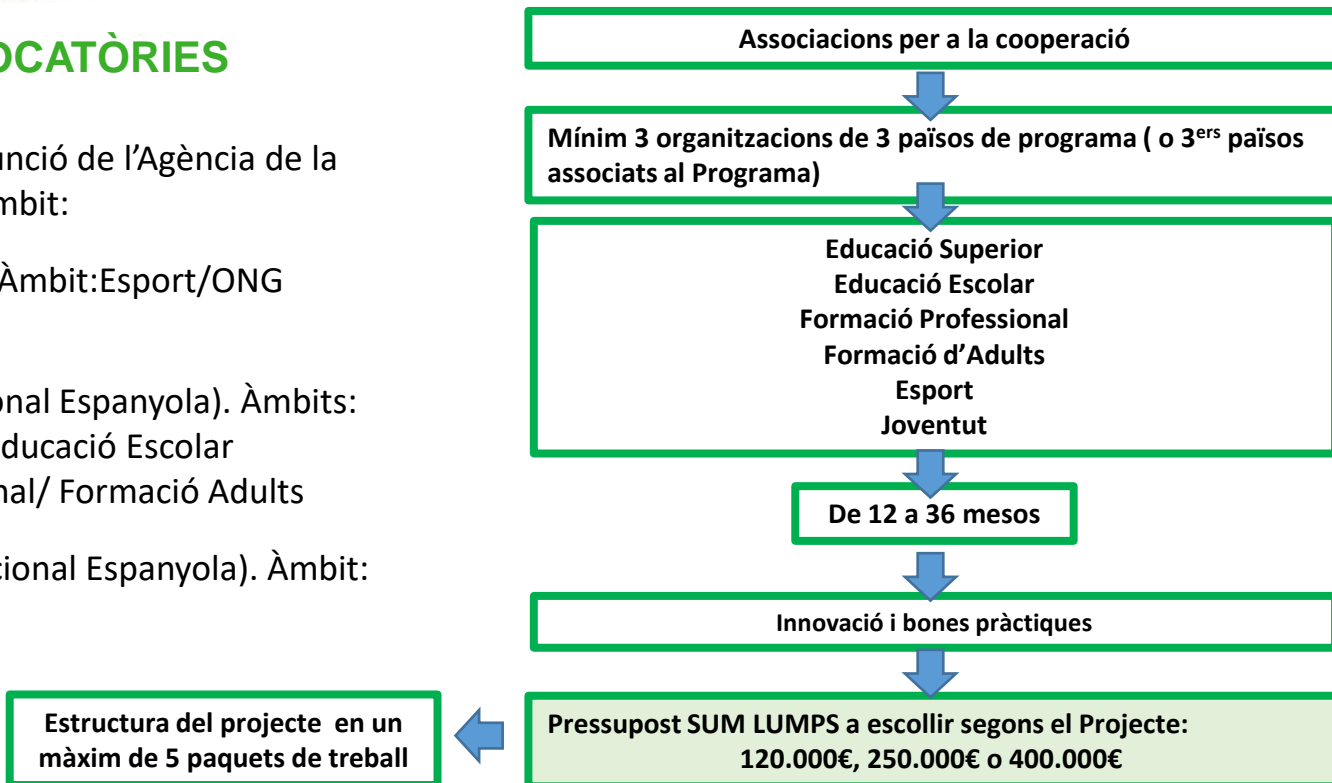 OCATÒRIES
unció de l'Agència de la
mbit:
Àmbit:Esport/ONG
onal Espanyola). Àmbits:
ducació Escolar
nal/ Formació Adults
cional Espanyola). Àmbit:
Associacions per a la cooperació
Mínim 3 organitzacions de 3 països de programa ( o 3ers països
associats al Programa)
Educació Superior
Educació Escolar
Formació Professional
Formació d'Adults
Esport
Joventut
De 12 a 36 mesos
Innovació i bones pràctiques
Pressupost SUM LUMPS a escollir segons el Projecte:
120.000€, 250.000€ o 400.000€
Estructura del projecte en un
màxim de 5 paquets de treball